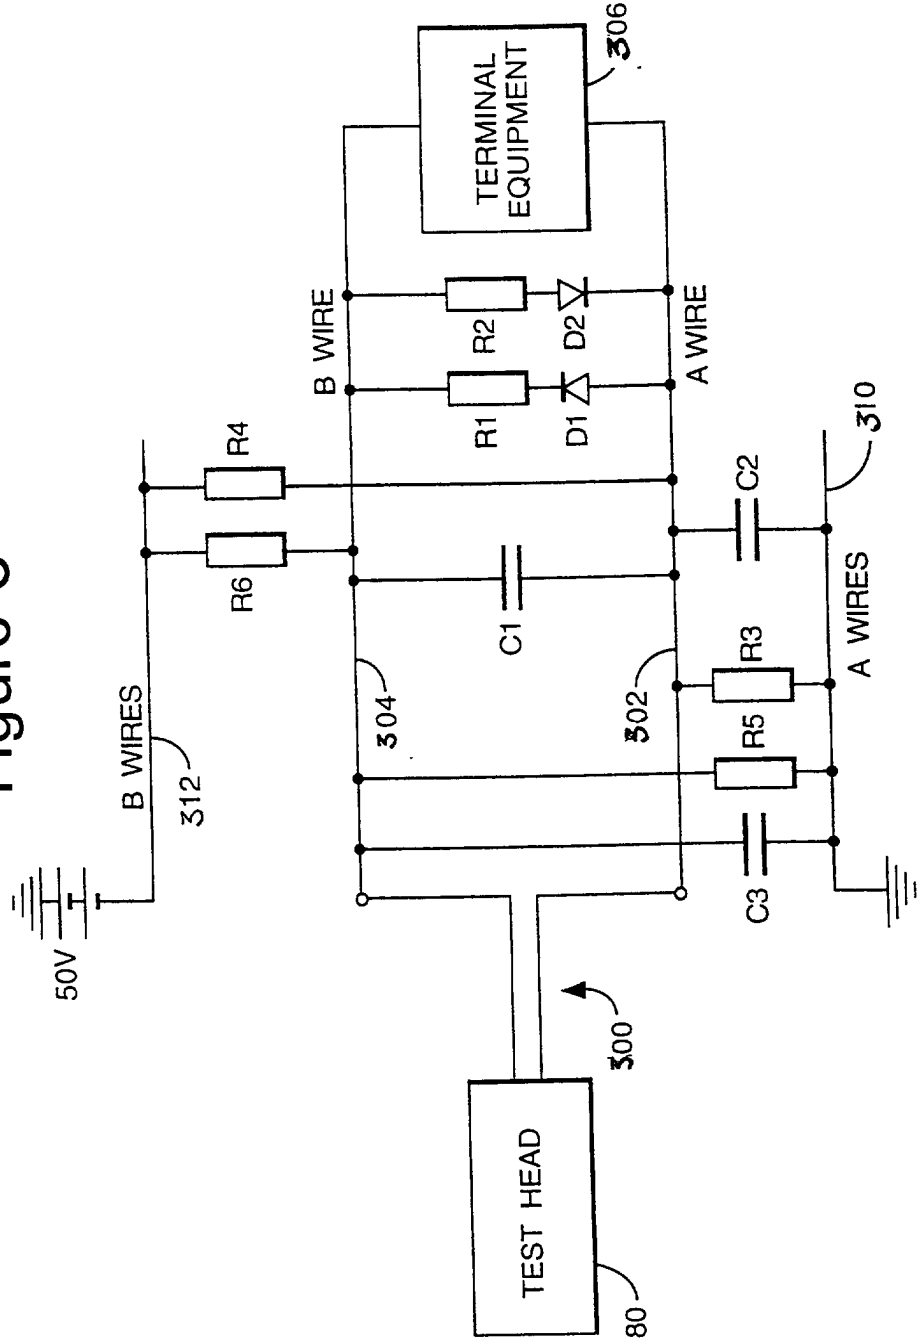 Figure
50V
B WIRES
312
R6
R4
B WIRE
304
C1
R1
R2
D1
D2
TERMINAL
EQUIPMENT
306
TEST HEAD
80
300
302
A WIRE
C3
R5
R3
C2
A WIRES
310